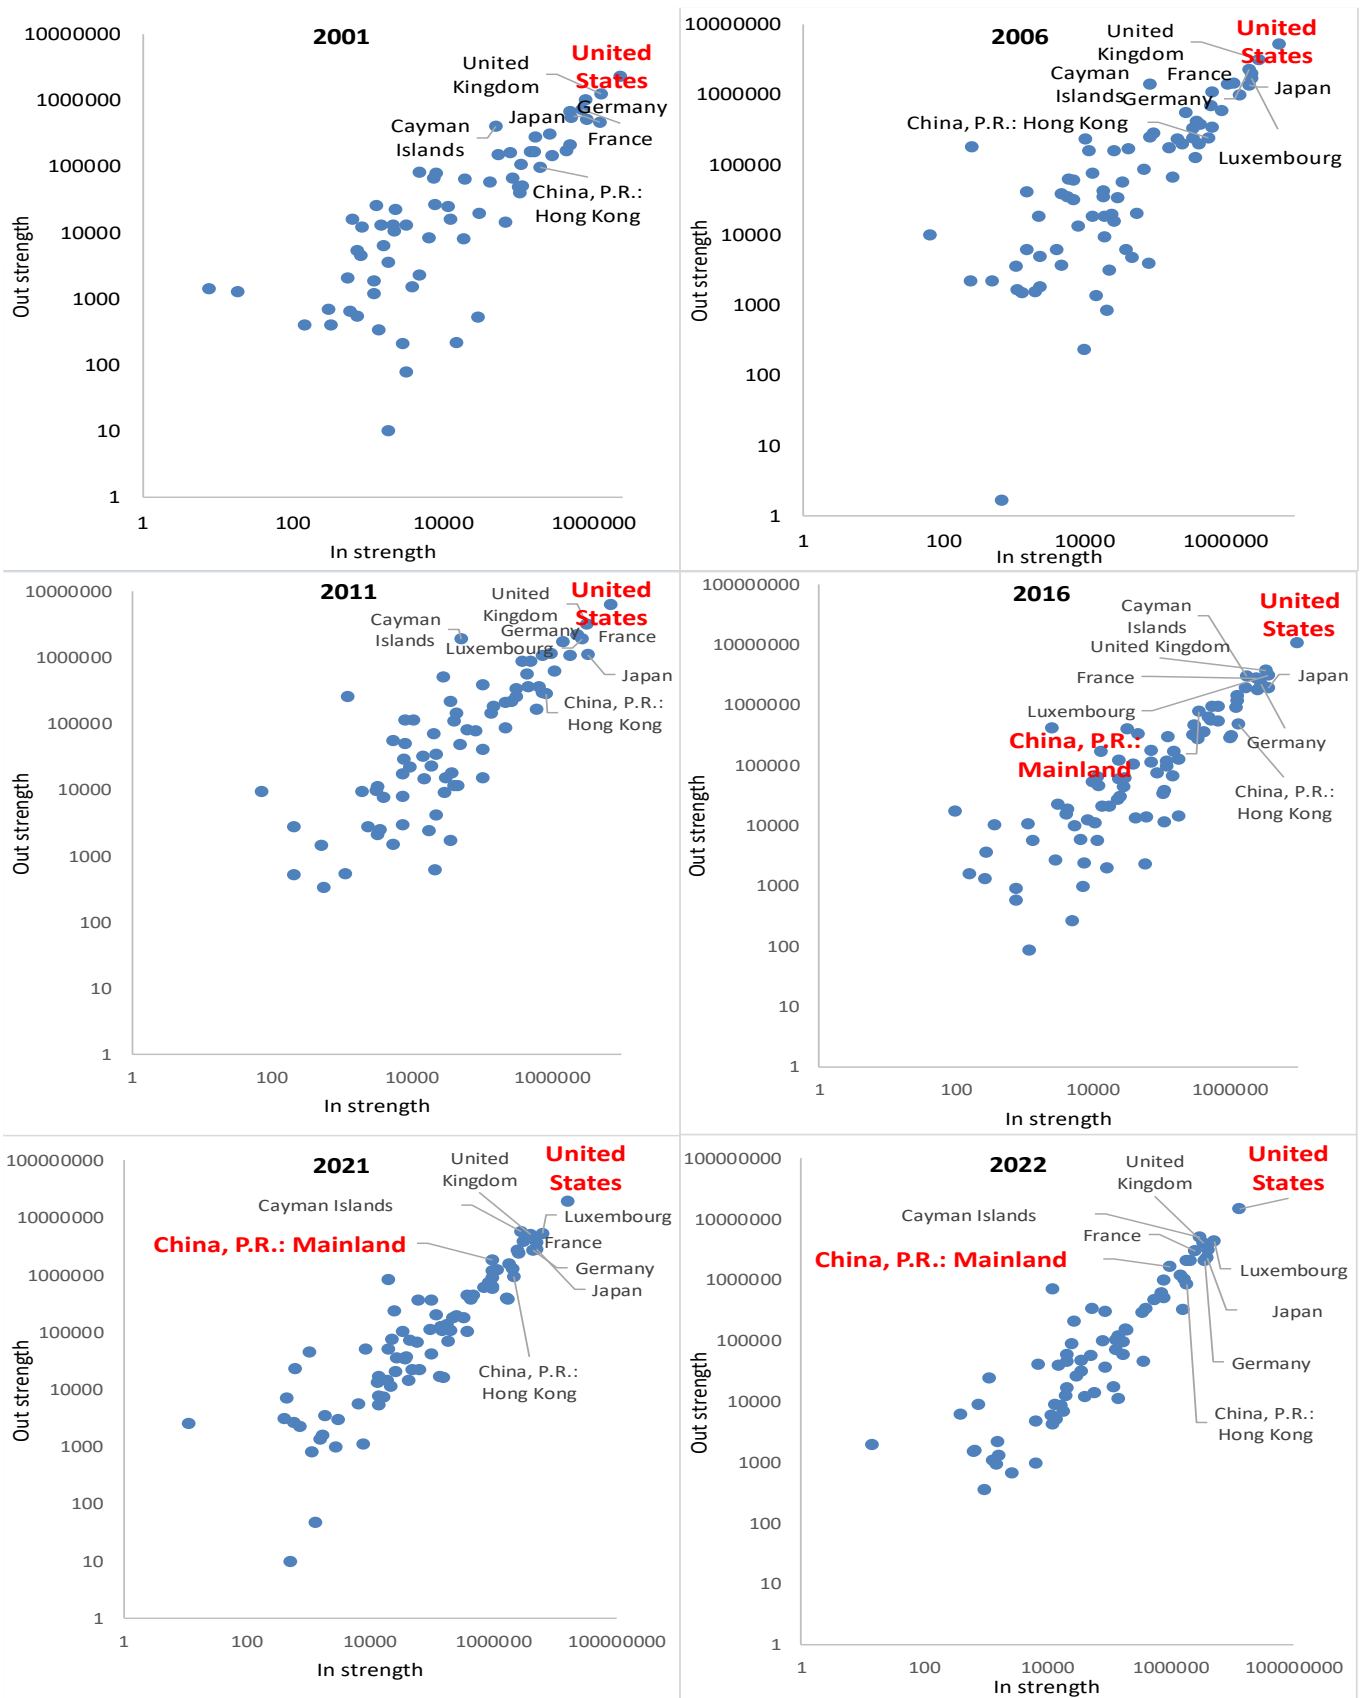 2001
10000000
1000000
100000
10000
1000
100
10
1
1
100
10000
1000000
Out strength
In strength
United
Kingdom
United
States
Germany
Japan
France
Cayman
Islands
China, P.R.:
Hong Kong
2006
10000000
1000000
100000
10000
1000
100
10
1
1
100
10000
1000000
Out strength
In strength
United
Kingdom
United
States
Cayman
Islands
France
Germany
Japan
China, P.R.: Hong Kong
Luxembourg
2011
10000000
1000000
100000
10000
1000
100
10
1
1
100
10000
1000000
Out strength
In strength
United
Kingdom
United
States
Cayman
Islands
Germany
France
Luxembourg
Japan
China, P.R.:
Hong Kong
2016
100000000
10000000
1000000
100000
10000
1000
100
10
1
1
100
10000
1000000
Out strength
In strength
Cayman
Islands
United
States
United Kingdom
France
Japan
Luxembourg
China, P.R.:
Mainland
Germany
China, P.R.:
Hong Kong
2021
100000000
10000000
1000000
100000
10000
1000
100
10
1
1
100
10000
1000000
100000000
Out strength
In strength
United
Kingdom
United
States
Cayman Islands
Luxembourg
China, P.R.: Mainland
France
Germany
Japan
China, P.R.:
Hong Kong
2022
100000000
10000000
1000000
100000
10000
1000
100
10
1
1
100
10000
1000000
100000000
Out strength
In strength
United
Kingdom
United
States
Cayman Islands
France
China, P.R.: Mainland
Luxembourg
Japan
Germany
China, P.R.:
Hong Kong